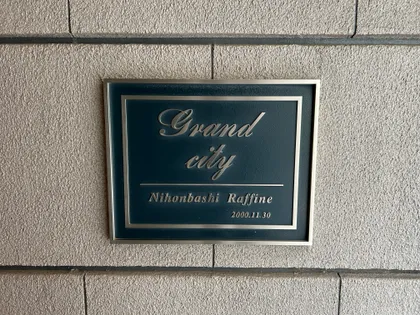 Grand
city
Nihonbashi Raffine
2000.11.30